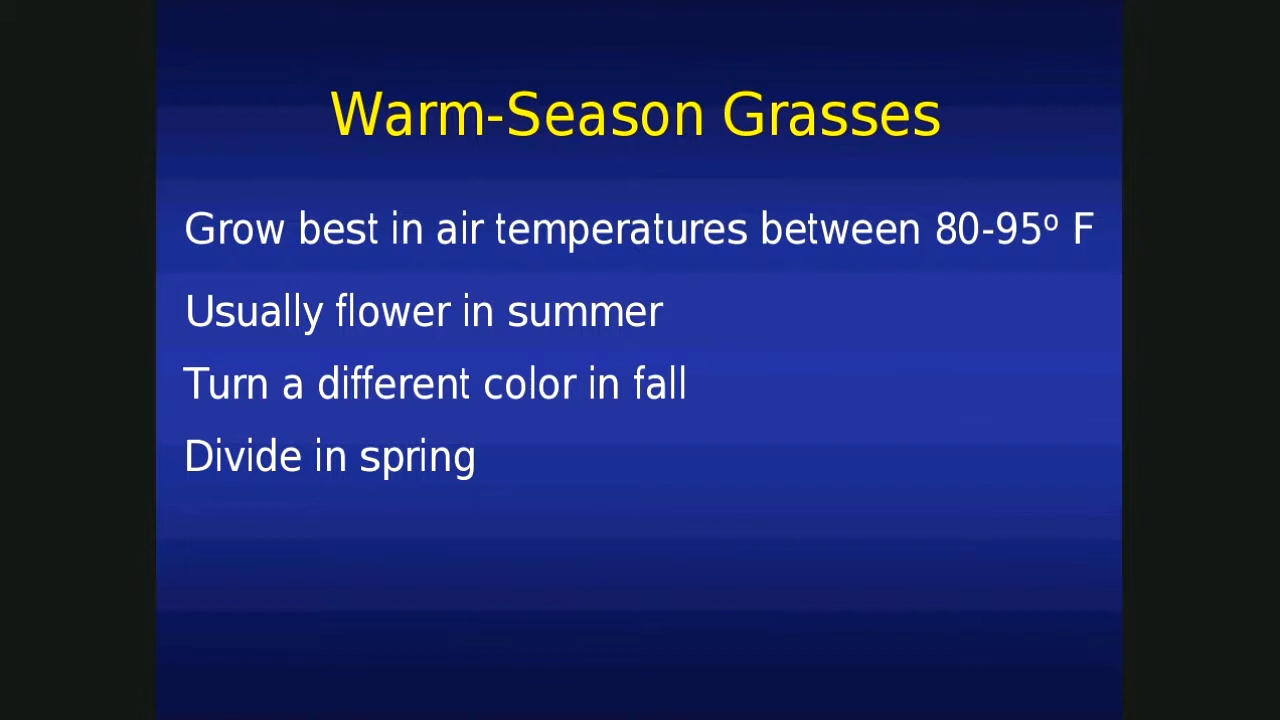 Warm-Season Grasses
Grow best in air temperatures between 80-95º F
Usually flower in summer
Turn a different color in fall
Divide in spring